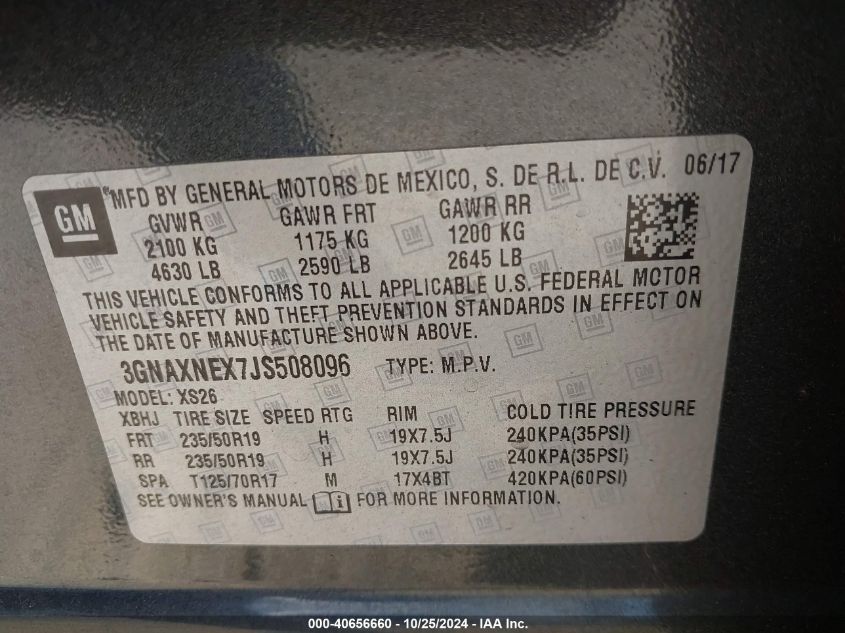 GM
®MFD BY GENERAL MOTORS DE MEXICO, S. DE R.L. DE C.V. 06/17
GVWR GAWR FRT GAWR RR
2100 KG 1175 KG 1200 KG
4630 LB 2590 LB 2645 LB
THIS VEHICLE CONFORMS TO ALL APPLICABLE U.S. FEDERAL MOTOR
VEHICLE SAFETY AND THEFT PREVENTION STANDARDS IN EFFECT ON
THE DATE OF MANUFACTURE SHOWN ABOVE.
3GNAXNEX7JS508096 TYPE: M.P.V.
MODEL: XS26
XBHJ TIRE SIZE SPEED RTG RIM COLD TIRE PRESSURE
FRT 235/50R19 H 19X7.5J 240KPA(35PSI)
RR 235/50R19 H 19X7.5J 240KPA(35PSI)
SPA T125/70R17 M 17X4BT 420KPA(60PSI)
SEE OWNER'S MANUAL FOR MORE INFORMATION.
000-40656660 - 10/25/2024 - IAA Inc.